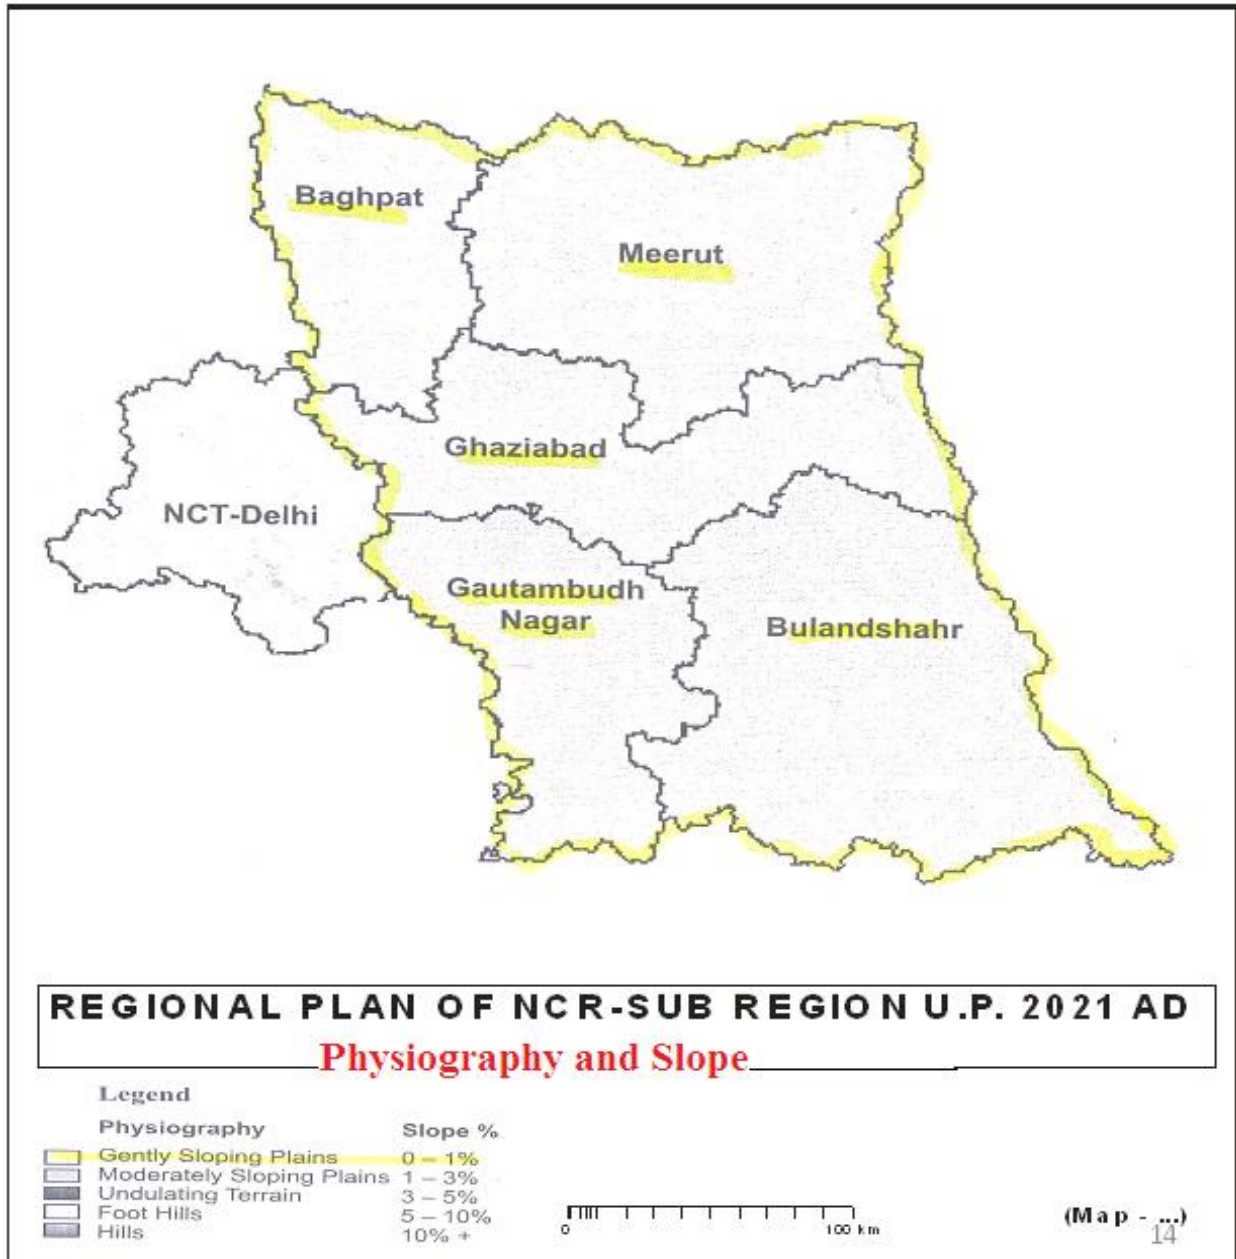 Baghpat
Meerut
Ghaziabad
NCT-Delhi
Gautambudh
Nagar
Bulandshahr
REGIONAL PLAN OF NCR-SUB REGION U.P. 2021 AD
Physiography and Slope
Legend
Physiography Slope %
Gently Sloping Plains 0 – 1%
Moderately Sloping Plains 1 – 3%
Undulating Terrain 3 – 5%
Foot Hills 5 – 10%
Hills 10% +
0 100 km
(Map - ...)
14